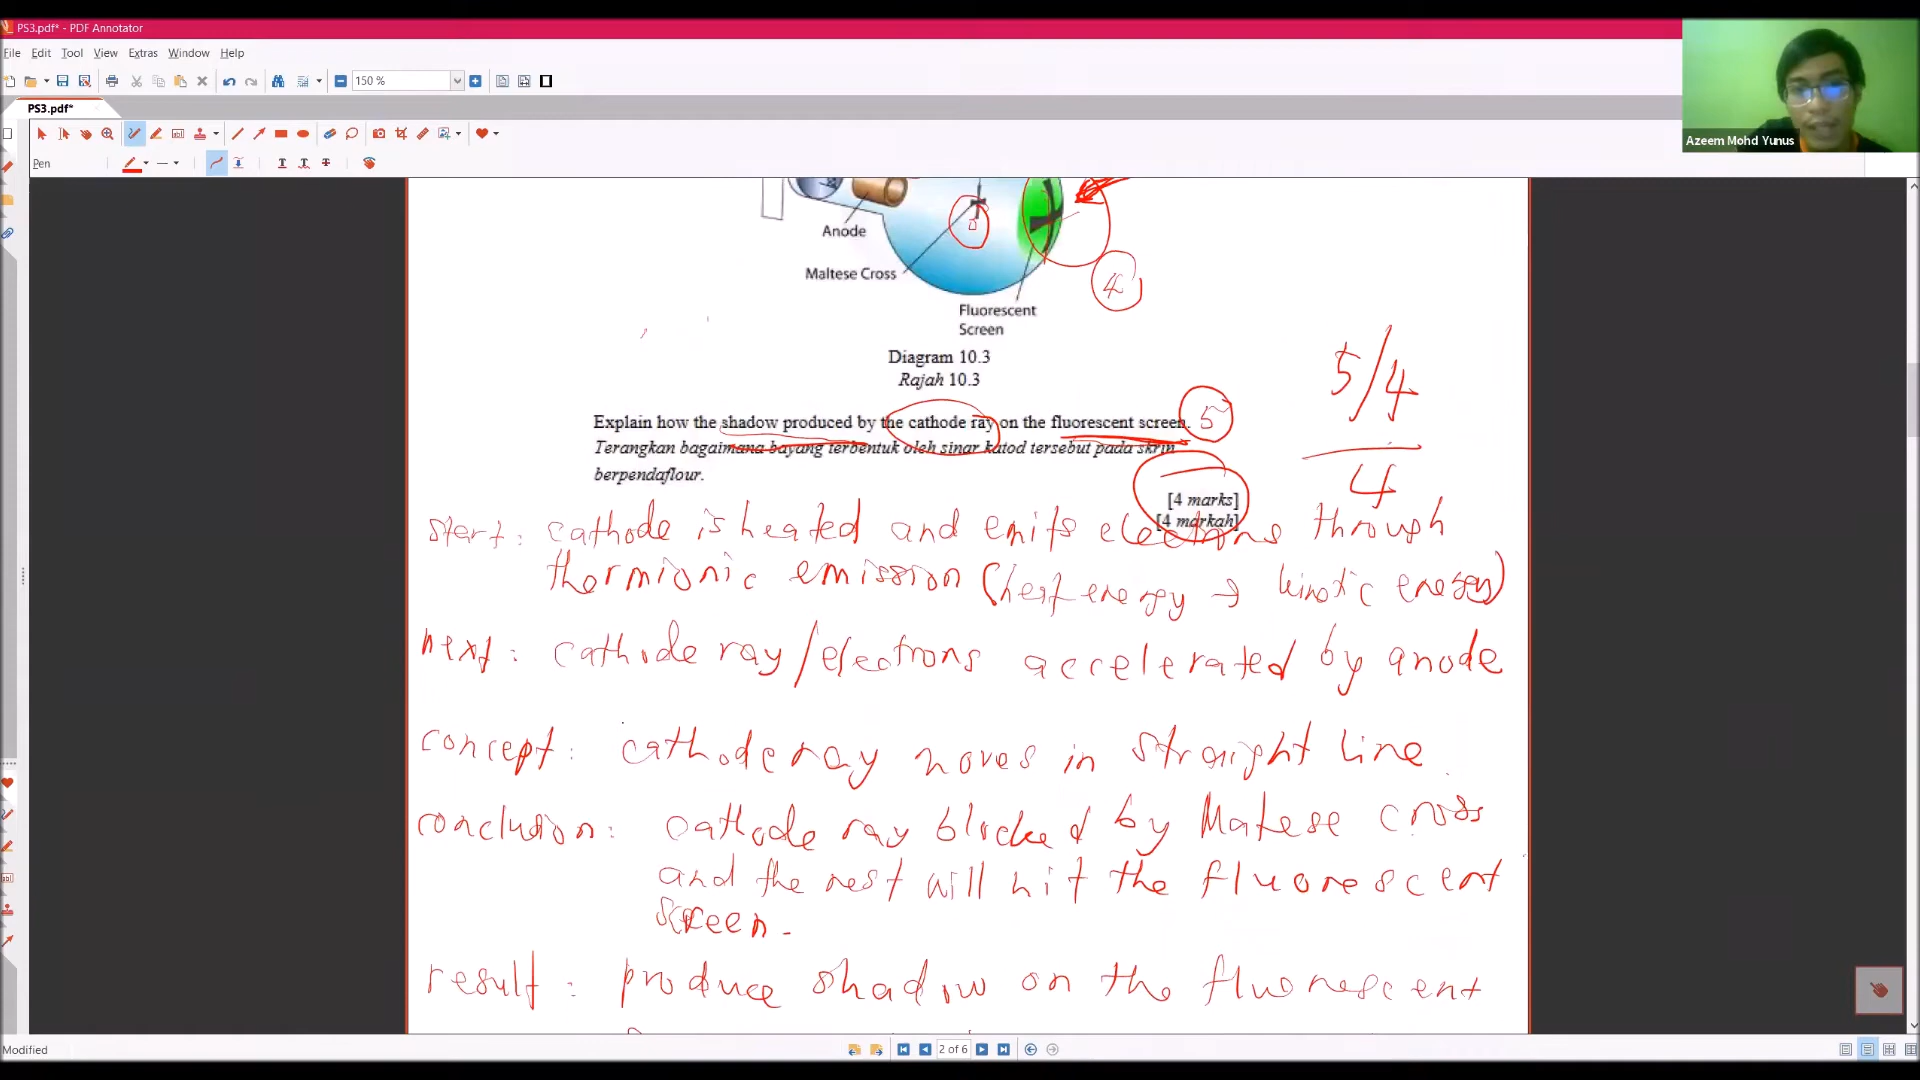 PS3.pdf* - PDF Annotator
File Edit Tool View Extras Window Help
150 %
PS3.pdf*
Pen
Azeem Mohd Yunus
Anode
Maltese Cross
Fluorescent
Screen
4
Diagram 10.3
Rajah 10.3
5/4
4
Explain how the shadow produced by the cathode ray on the fluorescent screen. 5
Terangkan bagaimana bayang terbentuk oleh sinar katod tersebut pada skrin
berpendaflour.
[4 marks]
[4 markah]
start: cathode is heated and emits electrons through
thermionic emission (heat energy → kinetic energy)
next: cathode ray/electrons accelerated by anode
concept: cathode ray moves in straight line
conclusion: cathode ray blocked by Maltese cross
and the rest will hit the fluorescent
screen.
result: produce shadow on the fluorescent
Modified
2 of 6